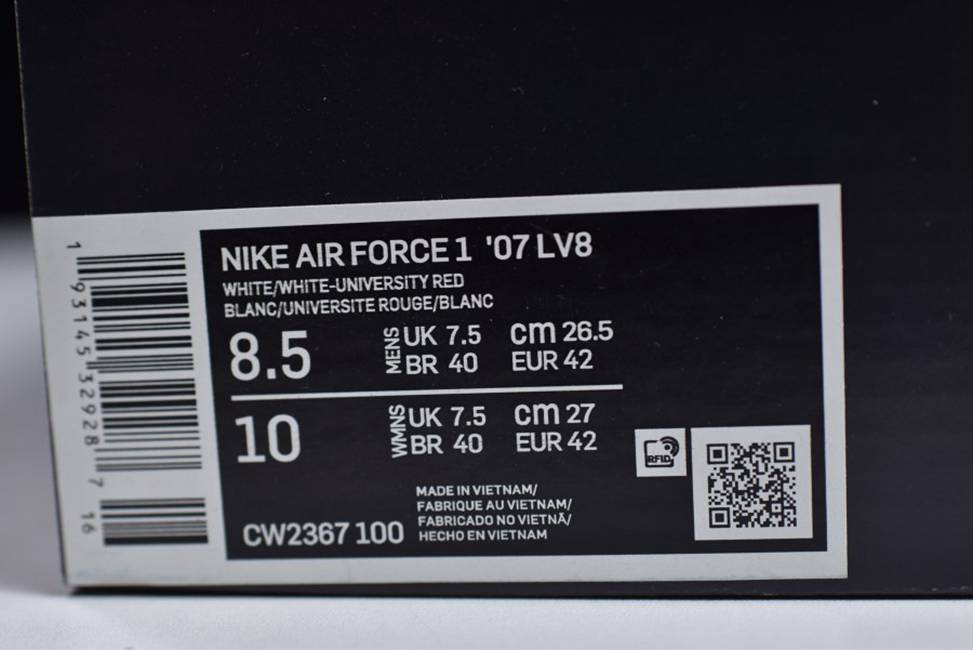 NIKE AIR FORCE 1 '07 LV8
WHITE/WHITE-UNIVERSITY RED
BLANC/UNIVERSITE ROUGE/BLANC
8.5 MENS UK 7.5 cm 26.5
BR 40 EUR 42
10 WMNS UK 7.5 cm 27
BR 40 EUR 42
RFID
MADE IN VIETNAM/
FABRIQUE AU VIETNAM/
FABRICADO NO VIETNÃ/
HECHO EN VIETNAM
CW2367 100
1 93145 32928 7 16